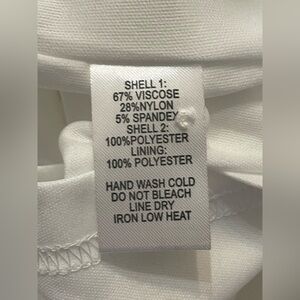 SHELL 1:
67% VISCOSE
28%NYLON
5% SPANDEX
SHELL 2:
100%POLYESTER
LINING:
100% POLYESTER
HAND WASH COLD
DO NOT BLEACH
LINE DRY
IRON LOW HEAT